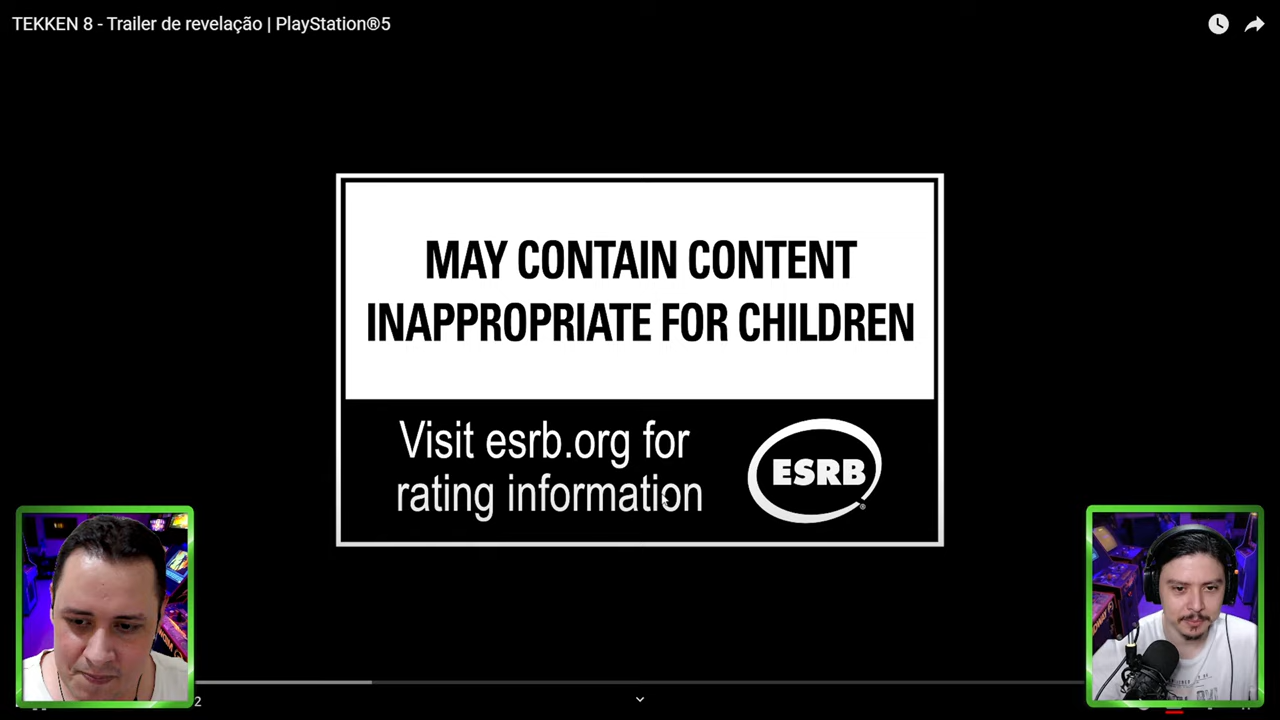 TEKKEN 8 - Trailer de revelação | PlayStation®5
MAY CONTAIN CONTENT
INAPPROPRIATE FOR CHILDREN
Visit esrb.org for
rating information
ESRB